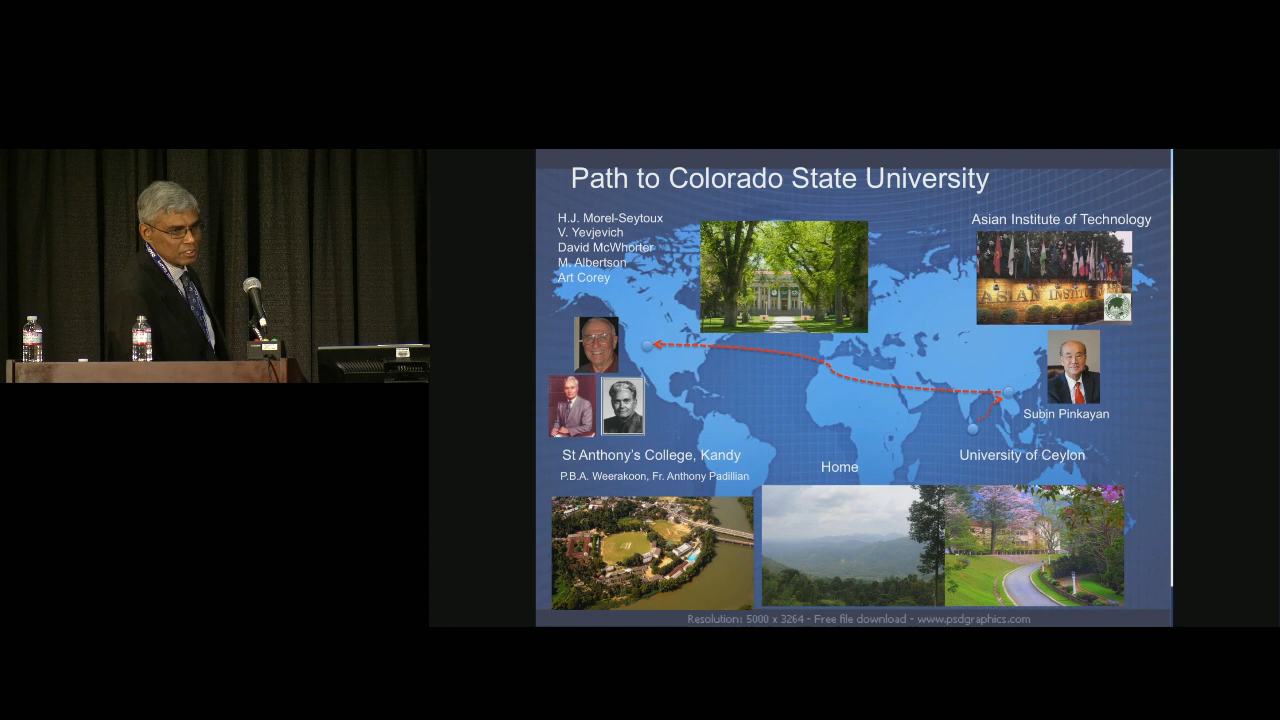 Path to Colorado State University
H.J. Morel-Seytoux
V. Yevjevich
David McWhorter
M. Albertson
Art Corey
Asian Institute of Technology
ASIAN INSTITU
Subin Pinkayan
St Anthony's College, Kandy
P.B.A. Weerakoon, Fr. Anthony Padillian
Home
University of Ceylon
Resolution: 5000 x 3264 - Free file download - www.psdgraphics.com